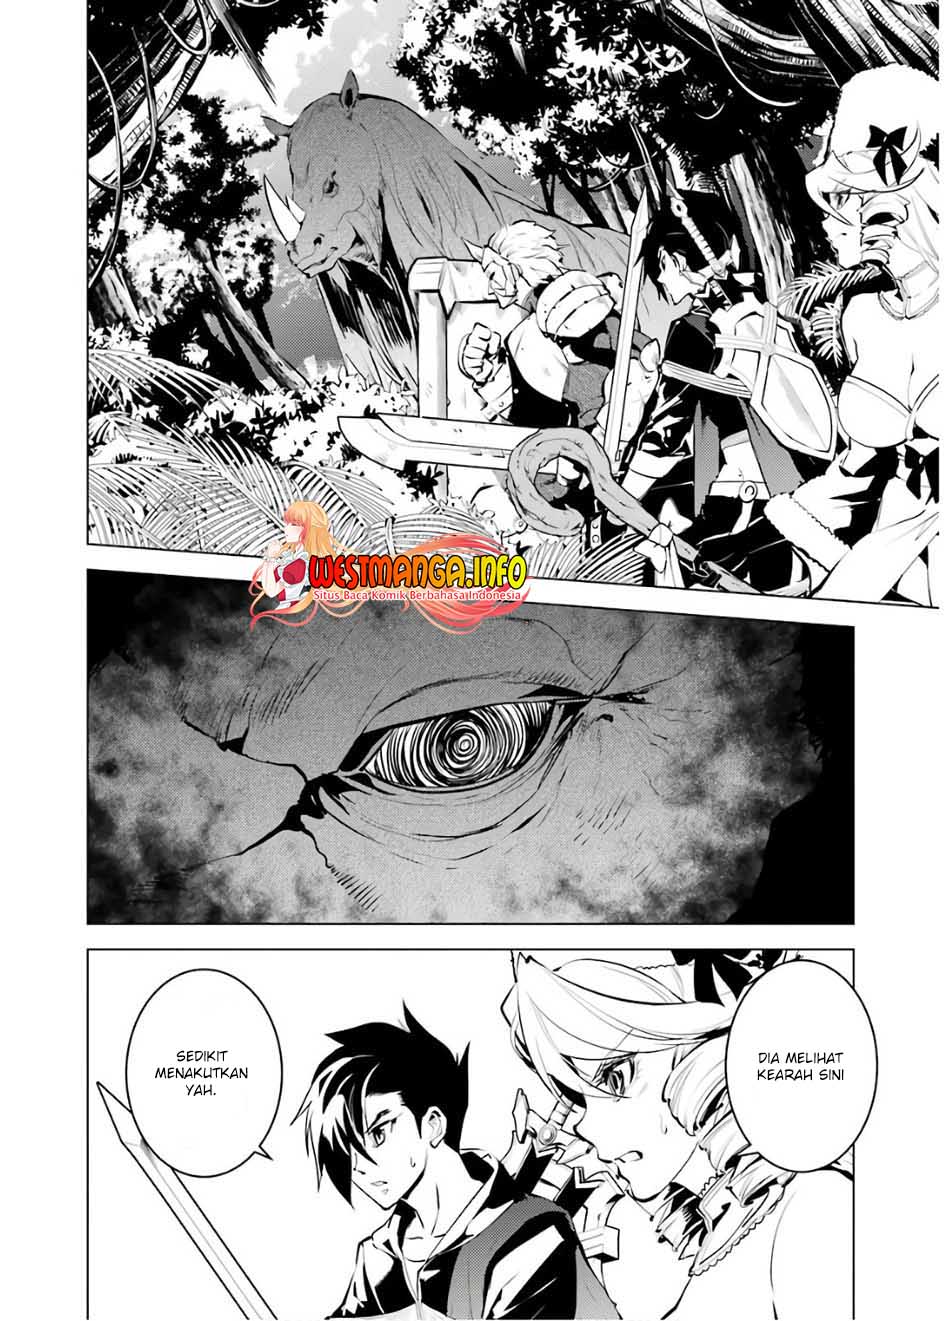 WESTMANGA.INFO
Situs Baca Komik Berbahasa Indonesia
DIA MELIHAT
KEARAH SINI
SEDIKIT
MENAKUTKAN
YAH.